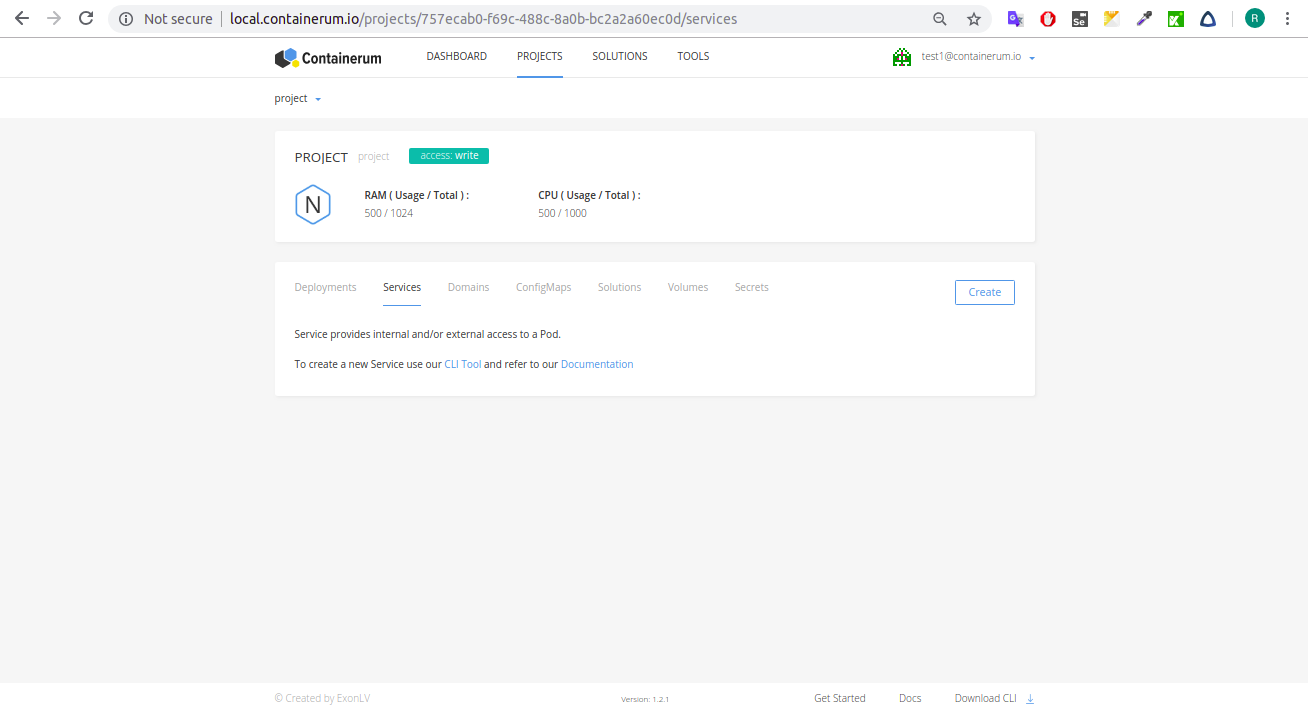 Not secure local.containerum.io/projects/757ecab0-f69c-488c-8a0b-bc2a2a60ec0d/services
G Se R
Containerum DASHBOARD PROJECTS SOLUTIONS TOOLS test1@containerum.io
project
PROJECT project access: write
N
RAM ( Usage / Total ) : CPU ( Usage / Total ) :
500 / 1024 500 / 1000
Deployments Services Domains ConfigMaps Solutions Volumes Secrets Create
Service provides internal and/or external access to a Pod.
To create a new Service use our CLI Tool and refer to our Documentation
© Created by ExonLV Version: 1.2.1 Get Started Docs Download CLI